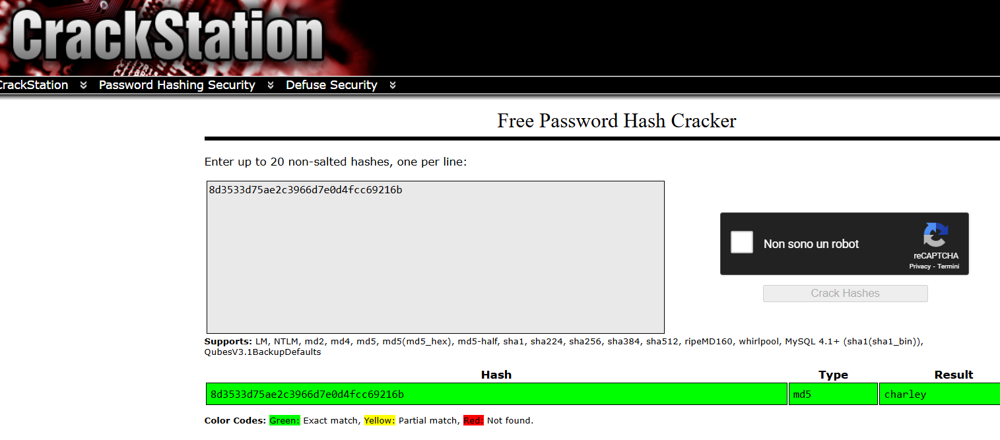 CrackStation
CrackStation Password Hashing Security Defuse Security
Free Password Hash Cracker
Enter up to 20 non-salted hashes, one per line:
8d3533d75ae2c3966d7e0d4fcc69216b
Non sono un robot
reCAPTCHA
Privacy - Termini
Crack Hashes
Supports: LM, NTLM, md2, md4, md5, md5(md5_hex), md5-half, sha1, sha224, sha256, sha384, sha512, ripeMD160, whirlpool, MySQL 4.1+ (sha1(sha1_bin)),
QubesV3.1BackupDefaults
Hash Type Result
8d3533d75ae2c3966d7e0d4fcc69216b md5 charley
Color Codes: Green: Exact match, Yellow: Partial match, Red: Not found.